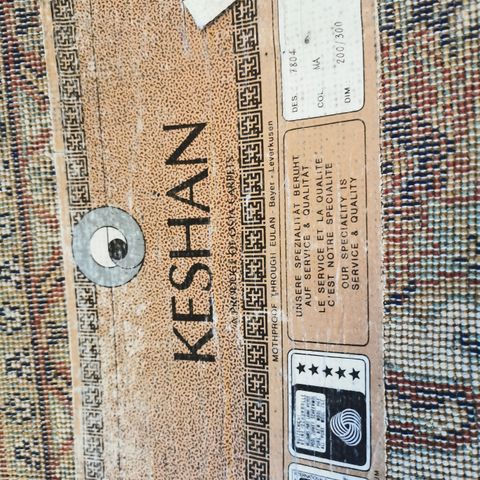 KESHAN
A PRODUCT OF OSTA CARPETS
MOTHPROOF THROUGH EULAN Bayer - Leverkusen
UNSERE SPEZIALITÄT BERUHT
AUF SERVICE & QUALITÄT
LE SERVICE ET LA QUALITE
C'EST NOTRE SPECIALITE
OUR SPECIALITY IS
SERVICE & QUALITY
DES. 7804
COL. MA
DIM. 200/300